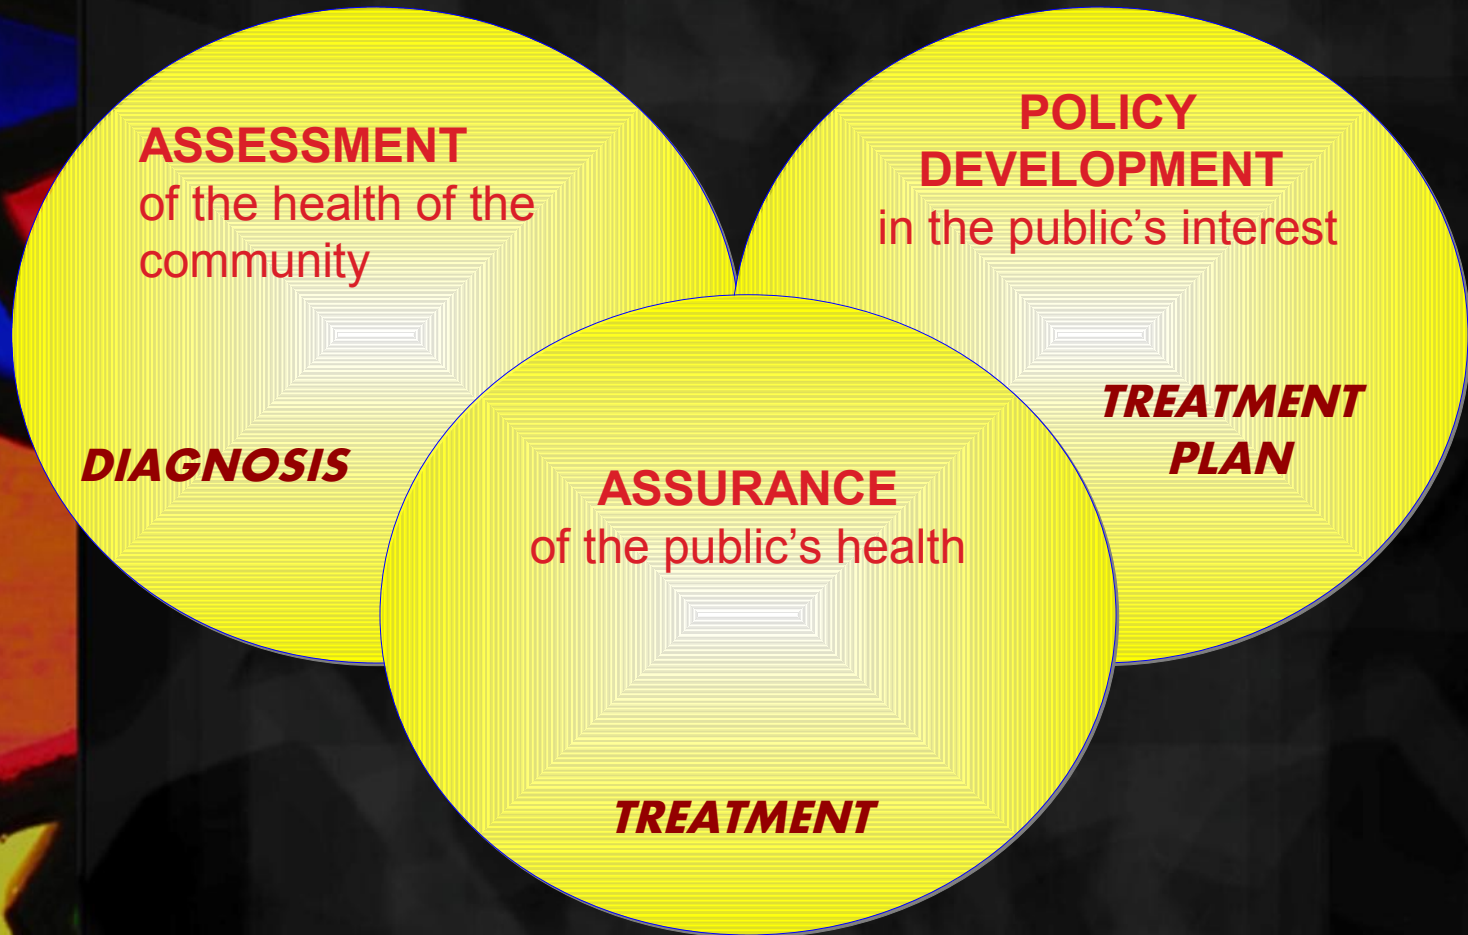 ASSESSMENT
of the health of the
community
DIAGNOSIS
POLICY
DEVELOPMENT
in the public’s interest
TREATMENT
PLAN
ASSURANCE
of the public’s health
TREATMENT